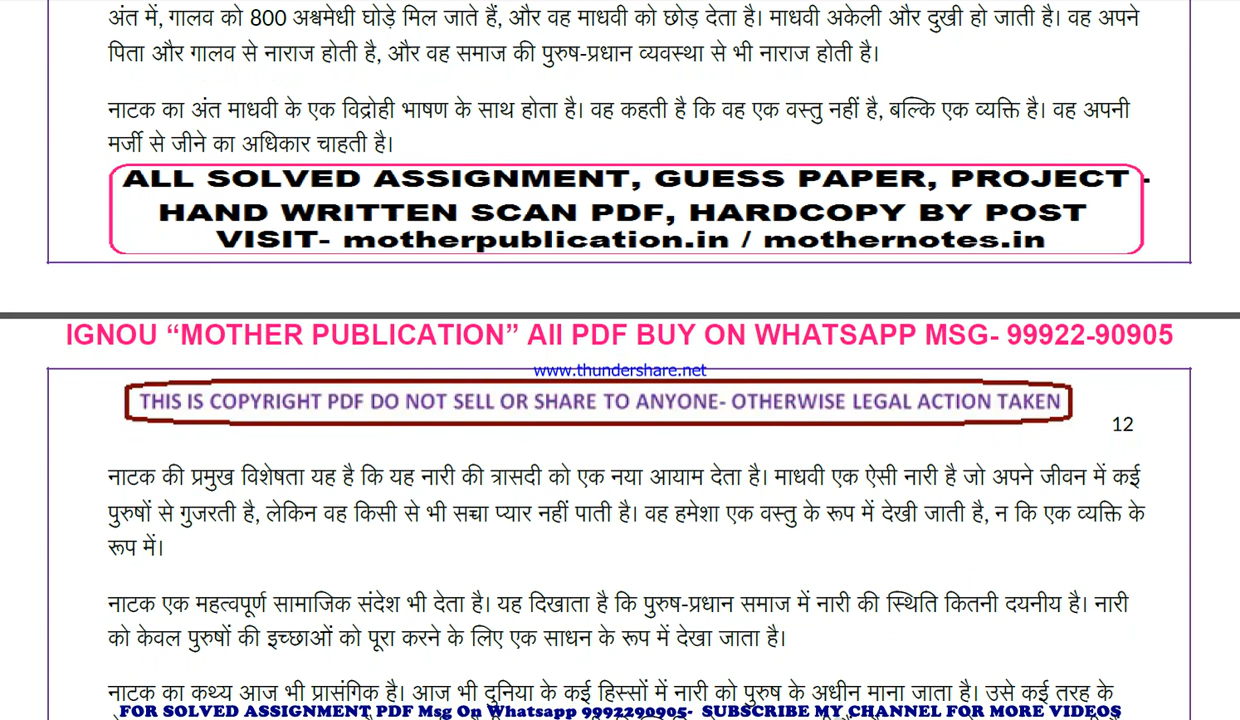 अंत में, गालव को 800 अश्वमेधी घोड़े मिल जाते हैं, और वह माधवी को छोड़ देता है। माधवी अकेली और दुखी हो जाती है। वह अपने
पिता और गालव से नाराज होती है, और वह समाज की पुरुष-प्रधान व्यवस्था से भी नाराज होती है।
नाटक का अंत माधवी के एक विद्रोही भाषण के साथ होता है। वह कहती है कि वह एक वस्तु नहीं है, बल्कि एक व्यक्ति है। वह अपनी
मर्जी से जीने का अधिकार चाहती है।
ALL SOLVED ASSIGNMENT, GUESS PAPER, PROJECT -
HAND WRITTEN SCAN PDF, HARDCOPY BY POST
VISIT- motherpublication.in / mothernotes.in
IGNOU “MOTHER PUBLICATION” All PDF BUY ON WHATSAPP MSG- 99922-90905
www.thundershare.net
THIS IS COPYRIGHT PDF DO NOT SELL OR SHARE TO ANYONE- OTHERWISE LEGAL ACTION TAKEN
12
नाटक की प्रमुख विशेषता यह है कि यह नारी की त्रासदी को एक नया आयाम देता है। माधवी एक ऐसी नारी है जो अपने जीवन में कई
पुरुषों से गुजरती है, लेकिन वह किसी से भी सच्चा प्यार नहीं पाती है। वह हमेशा एक वस्तु के रूप में देखी जाती है, न कि एक व्यक्ति के
रूप में।
नाटक एक महत्वपूर्ण सामाजिक संदेश भी देता है। यह दिखाता है कि पुरुष-प्रधान समाज में नारी की स्थिति कितनी दयनीय है। नारी
को केवल पुरुषों की इच्छाओं को पूरा करने के लिए एक साधन के रूप में देखा जाता है।
नाटक का कथ्य आज भी प्रासंगिक है। आज भी दुनिया के कई हिस्सों में नारी को पुरुष के अधीन माना जाता है। उसे कई तरह के
FOR SOLVED ASSIGNMENT PDF Msg On Whatsapp 9992290905- SUBSCRIBE MY CHANNEL FOR MORE VIDEOS